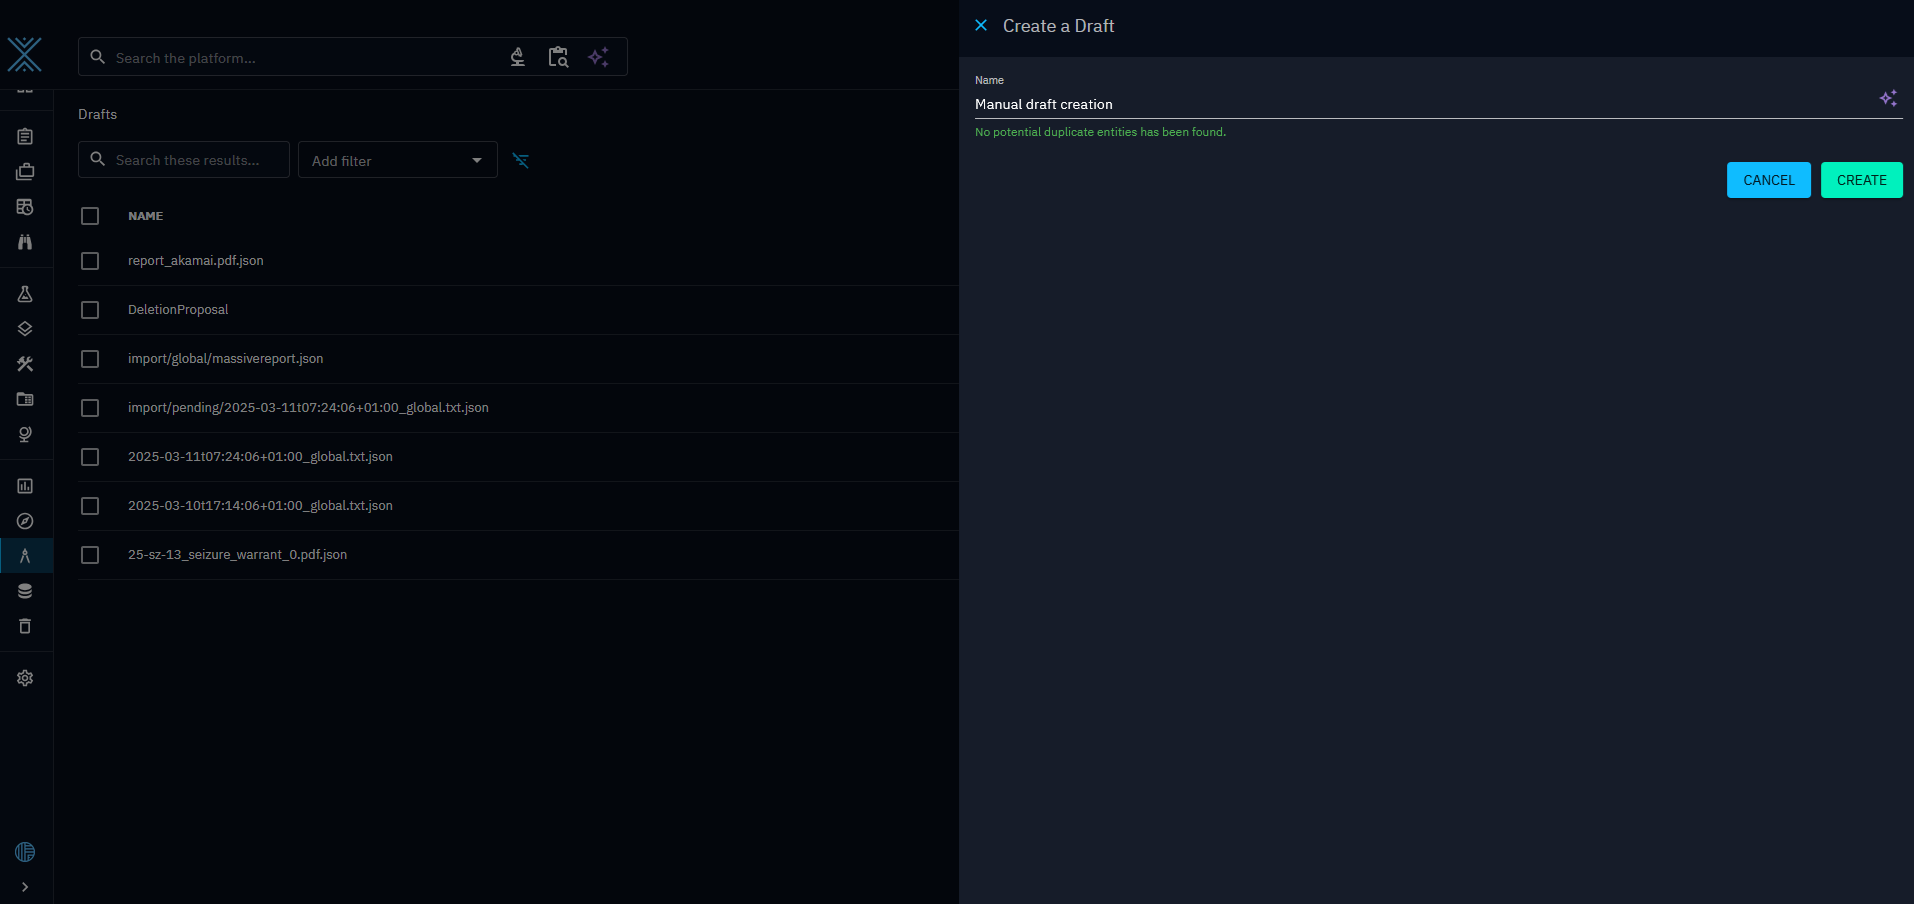 Search the platform...
Drafts
Search these results...
Add filter
NAME
report_akamai.pdf.json
DeletionProposal
import/global/massivereport.json
import/pending/2025-03-11t07:24:06+01:00_global.txt.json
2025-03-11t07:24:06+01:00_global.txt.json
2025-03-10t17:14:06+01:00_global.txt.json
25-sz-13_seizure_warrant_0.pdf.json
Create a Draft
Name
Manual draft creation
No potential duplicate entities has been found.
CANCEL
CREATE